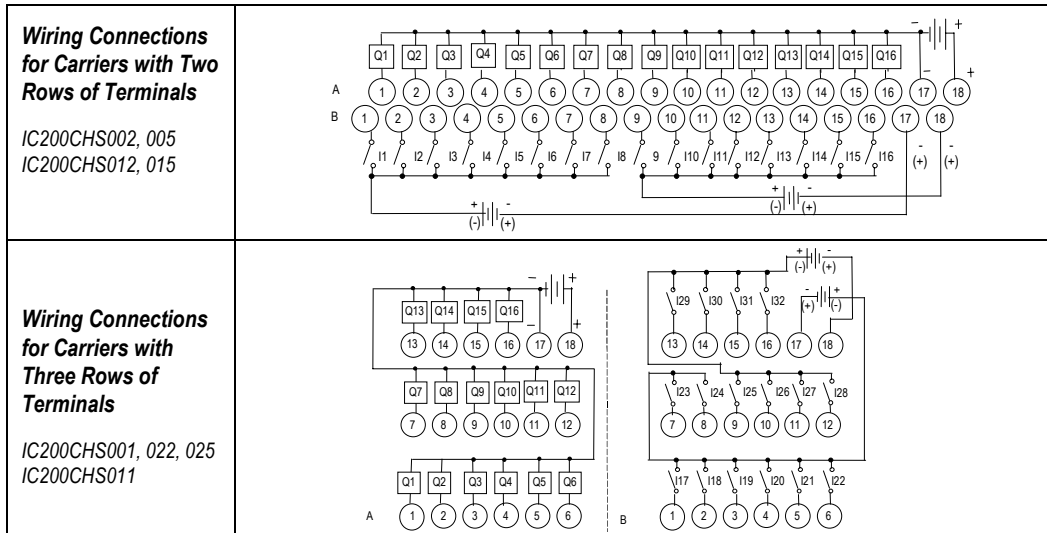 Wiring Connections
for Carriers with Two
Rows of Terminals
IC200CHS002, 005
IC200CHS012, 015
− +
Q1 Q2 Q3 Q4 Q5 Q6 Q7 Q8 Q9 Q10 Q11 Q12 Q13 Q14 Q15 Q16
− +
A 1 2 3 4 5 6 7 8 9 10 11 12 13 14 15 16 17 18
B 1 2 3 4 5 6 7 8 9 10 11 12 13 14 15 16 17 18
I1 I2 I3 I4 I5 I6 I7 I8 9 I10 I11 I12 I13 I14 I15 I16
- -
(+) (+)
+ -
(-) (+)
+ -
(-) (+)
Wiring Connections
for Carriers with
Three Rows of
Terminals
IC200CHS001, 022, 025
IC200CHS011
− +
Q13 Q14 Q15 Q16
− +
13 14 15 16 17 18
Q7 Q8 Q9 Q10 Q11 Q12
7 8 9 10 11 12
Q1 Q2 Q3 Q4 Q5 Q6
A 1 2 3 4 5 6
+ -
(-) (+)
I29 I30 I31 I32
- +
(+) (-)
13 14 15 16 17 18
I23 I24 I25 I26 I27 I28
7 8 9 10 11 12
I17 I18 I19 I20 I21 I22
B 1 2 3 4 5 6